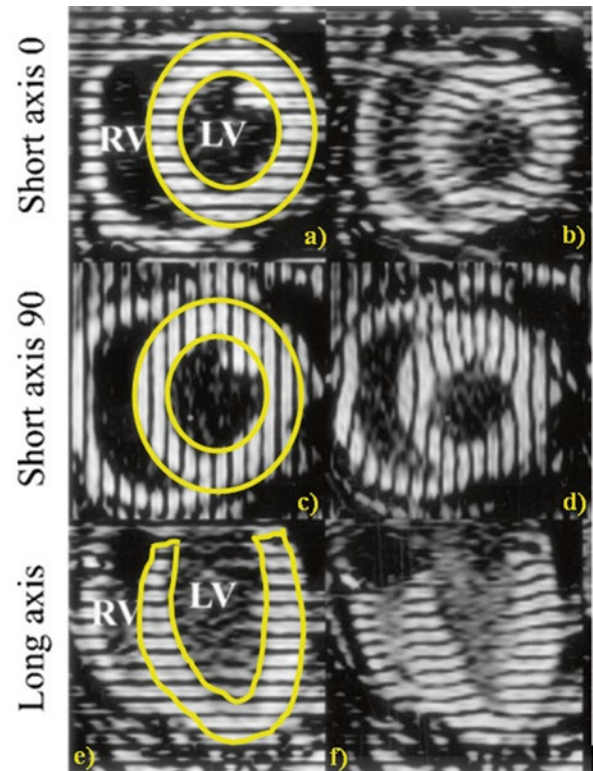 Short axis 0
RV
LV
a)
b)
Short axis 90
c)
d)
Long axis
RV
LV
e)
f)